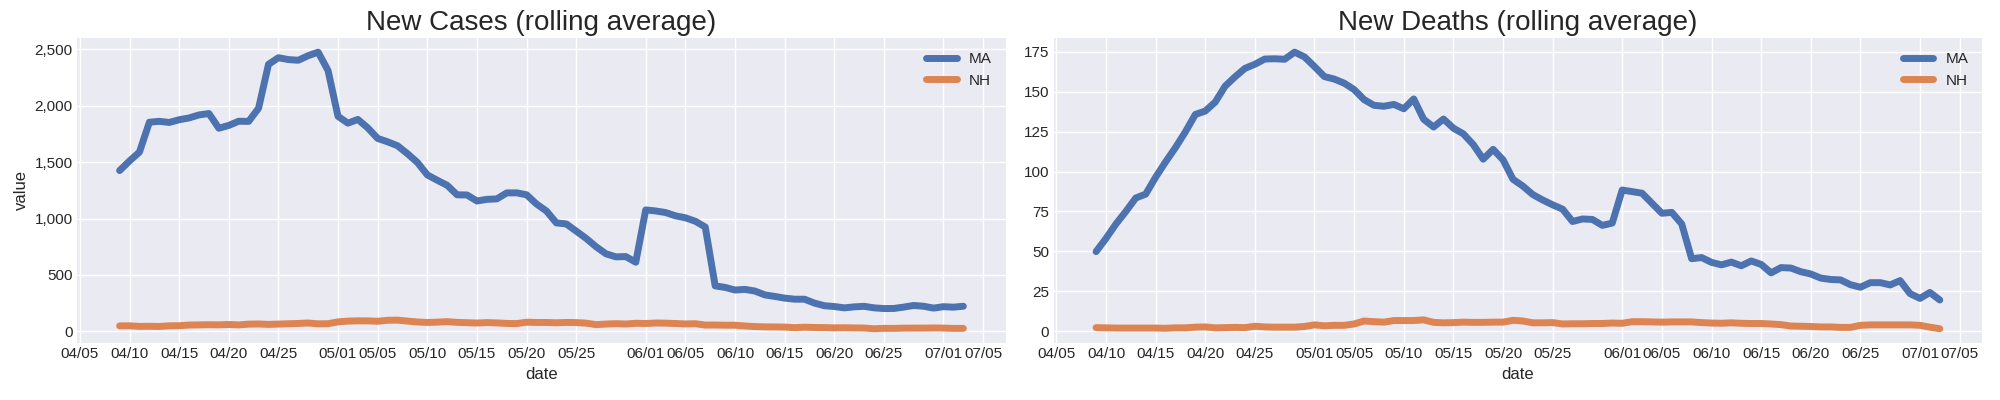 New Cases (rolling average)
value
2,500
2,000
1,500
1,000
500
0
MA
NH
04/05 04/10 04/15 04/20 04/25 05/01 05/05 05/10 05/15 05/20 05/25 06/01 06/05 06/10 06/15 06/20 06/25 07/01 07/05
date
New Deaths (rolling average)
175
150
125
100
75
50
25
0
MA
NH
04/05 04/10 04/15 04/20 04/25 05/01 05/05 05/10 05/15 05/20 05/25 06/01 06/05 06/10 06/15 06/20 06/25 07/01 07/05
date